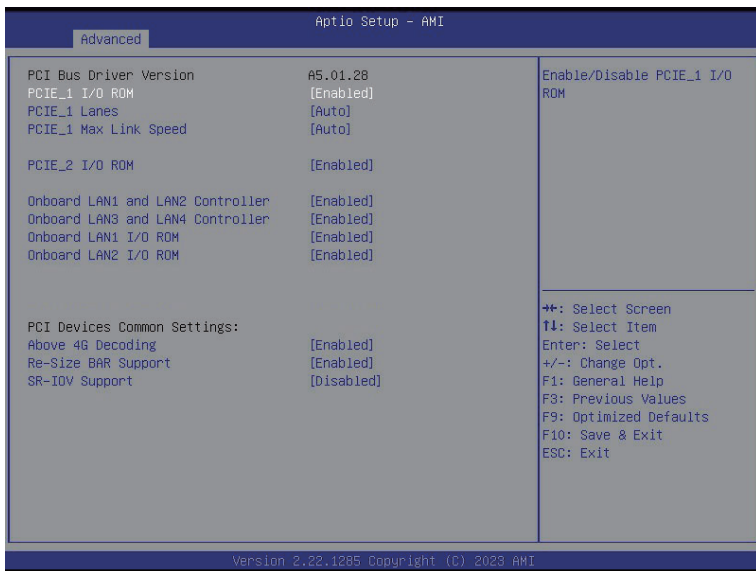 Aptio Setup – AMI
Advanced
PCI Bus Driver Version A5.01.28
PCIE_1 I/O ROM [Enabled]
PCIE_1 Lanes [Auto]
PCIE_1 Max Link Speed [Auto]
PCIE_2 I/O ROM [Enabled]
Onboard LAN1 and LAN2 Controller [Enabled]
Onboard LAN3 and LAN4 Controller [Enabled]
Onboard LAN1 I/O ROM [Enabled]
Onboard LAN2 I/O ROM [Enabled]
PCI Devices Common Settings:
Above 4G Decoding [Enabled]
Re-Size BAR Support [Enabled]
SR-IOV Support [Disabled]
Enable/Disable PCIE_1 I/O
ROM
→←: Select Screen
↑↓: Select Item
Enter: Select
+/-: Change Opt.
F1: General Help
F3: Previous Values
F9: Optimized Defaults
F10: Save & Exit
ESC: Exit
Version 2.22.1285 Copyright (C) 2023 AMI